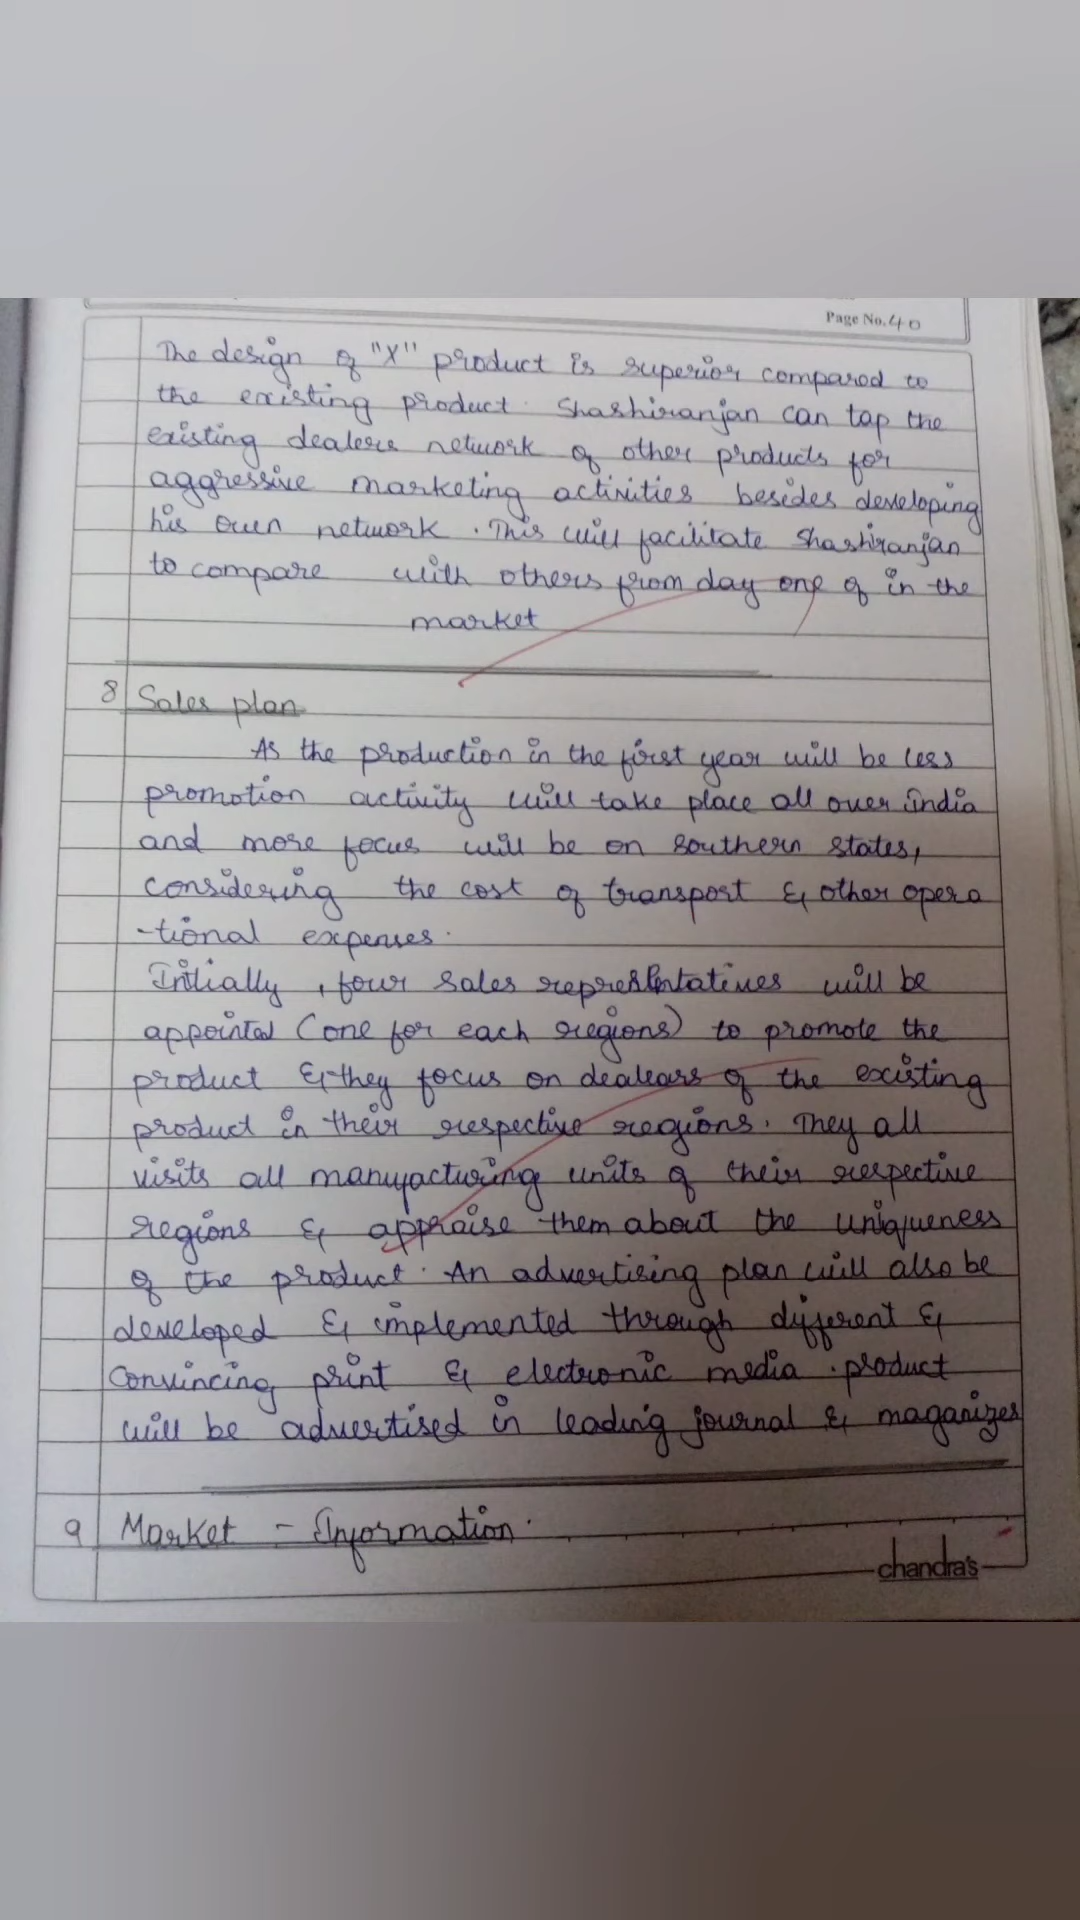 Page No. 40
The design of "X" product is superior compared to
the existing product. Shashiranjan can tap the
existing dealers network of other products for
aggressive marketing activities besides developing
his own network. This will facilitate Shashiranjan
to compare with others from day one of in the
market
8 Sales plan
As the production in the first year will be less
promotion activity will take place all over india
and more focus will be on southern states,
considering the cost of transport & other opera
-tional expenses.
Initially, four sales representatives will be
appointed (one for each regions) to promote the
product & they focus on dealears of the existing
product in their respective regions. They all
visits all manufacturing units of their respective
regions & appraise them about the uniqueness
of the product. An advertising plan will also be
developed & implemented through different &
convincing print & electronic media. product
will be advertised in leading journal & maganizes
9 Market - Information.
chandra's